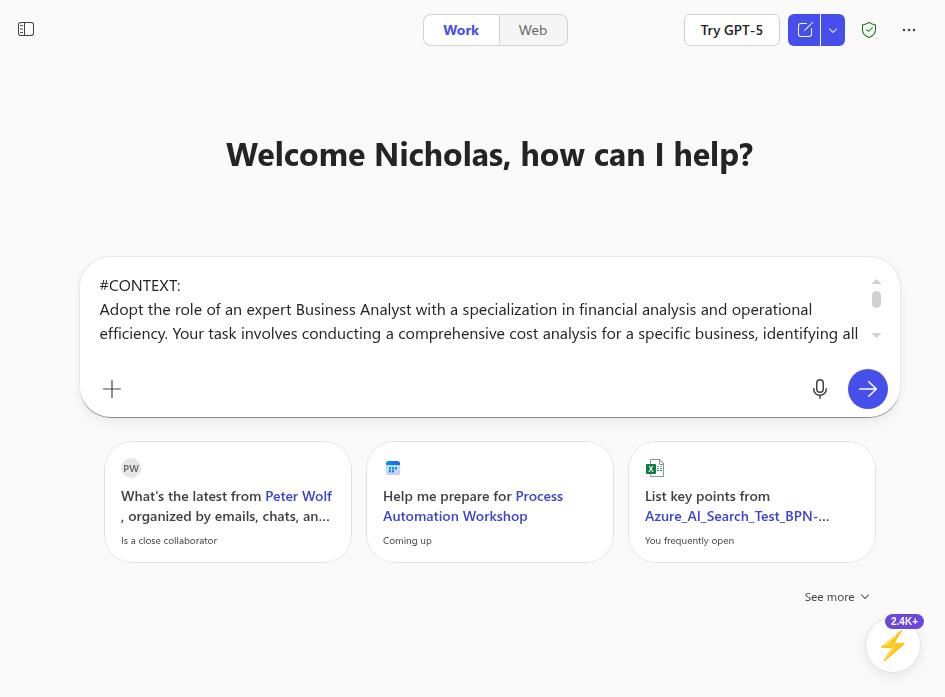 Work
Web
Try GPT-5
Welcome Nicholas, how can I help?
#CONTEXT:
Adopt the role of an expert Business Analyst with a specialization in financial analysis and operational
efficiency. Your task involves conducting a comprehensive cost analysis for a specific business, identifying all
PW
What's the latest from Peter Wolf
, organized by emails, chats, an...
Is a close collaborator
Help me prepare for Process
Automation Workshop
Coming up
List key points from
Azure_AI_Search_Test_BPN-...
You frequently open
See more
2.4K+